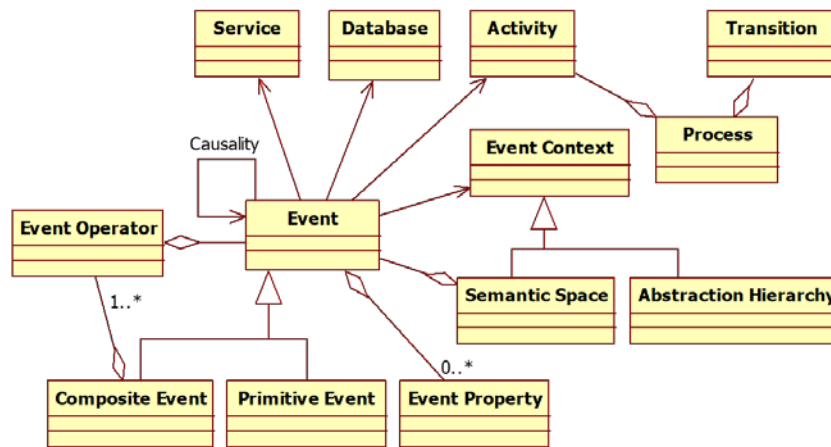 Service
Database
Activity
Transition
Process
Causality
Event Context
Event Operator
Event
1..*
Semantic Space
Abstraction Hierarchy
0..*
Composite Event
Primitive Event
Event Property